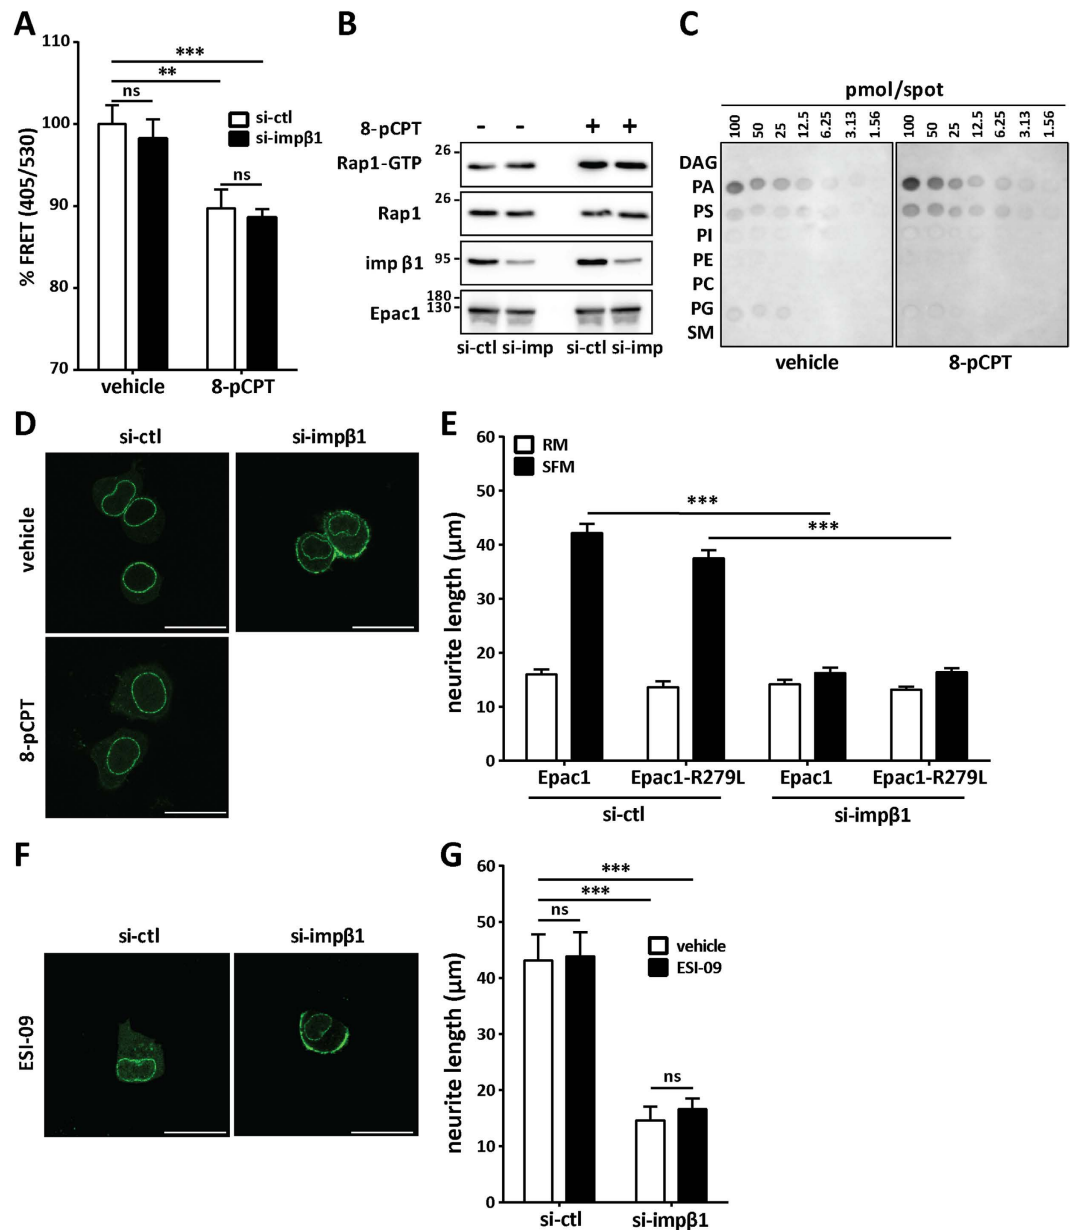 A
110
100
90
80
70
% FRET (405/530)
***
**
ns
ns
si-ctl
si-impβ1
vehicle
8-pCPT
B
8-pCPT - - + +
Rap1-GTP 26
Rap1 26
imp β1 95
Epac1 180
130
si-ctl si-imp si-ctl si-imp
C
pmol/spot
100 50 25 12.5 6.25 3.13 1.56 100 50 25 12.5 6.25 3.13 1.56
DAG
PA
PS
PI
PE
PC
PG
SM
vehicle 8-pCPT
D
si-ctl si-impβ1
vehicle
8-pCPT
E
60
50
40
30
20
10
0
neurite length (μm)
RM
SFM
***
***
Epac1 Epac1-R279L Epac1 Epac1-R279L
si-ctl si-impβ1
F
si-ctl si-impβ1
ESI-09
G
60
50
40
30
20
10
0
neurite length (μm)
***
***
ns
ns
vehicle
ESI-09
si-ctl si-impβ1